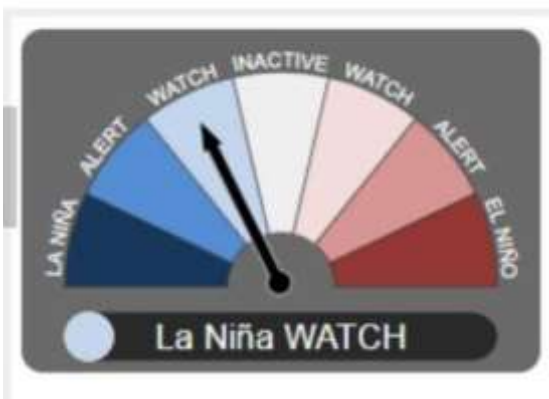 LA NIÑA
ALERT
WATCH
INACTIVE
WATCH
ALERT
EL NIÑO
La Niña WATCH